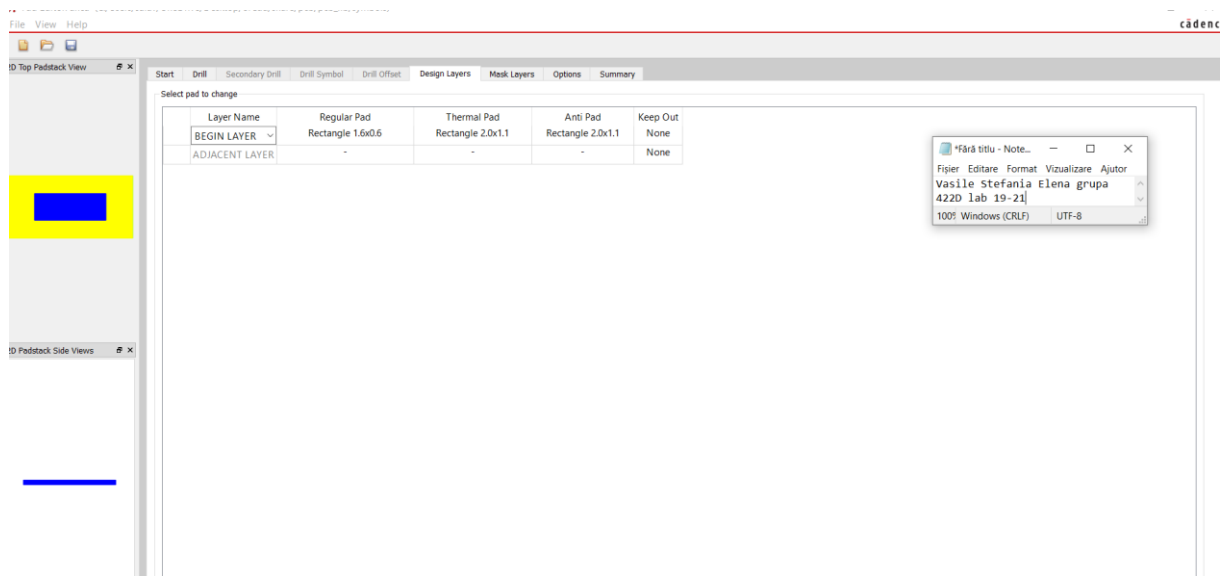 File View Help
cādenc
2D Top Padstack View
Start Drill Secondary Drill Drill Symbol Drill Offset Design Layers Mask Layers Options Summary
Select pad to change
Layer Name Regular Pad Thermal Pad Anti Pad Keep Out
BEGIN LAYER Rectangle 1.6x0.6 Rectangle 2.0x1.1 Rectangle 2.0x1.1 None
ADJACENT LAYER - - - None
*Fără titlu - Note...
Fișier Editare Format Vizualizare Ajutor
Vasile Stefania Elena grupa
422D lab 19-21
100% Windows (CRLF) UTF-8
2D Padstack Side Views